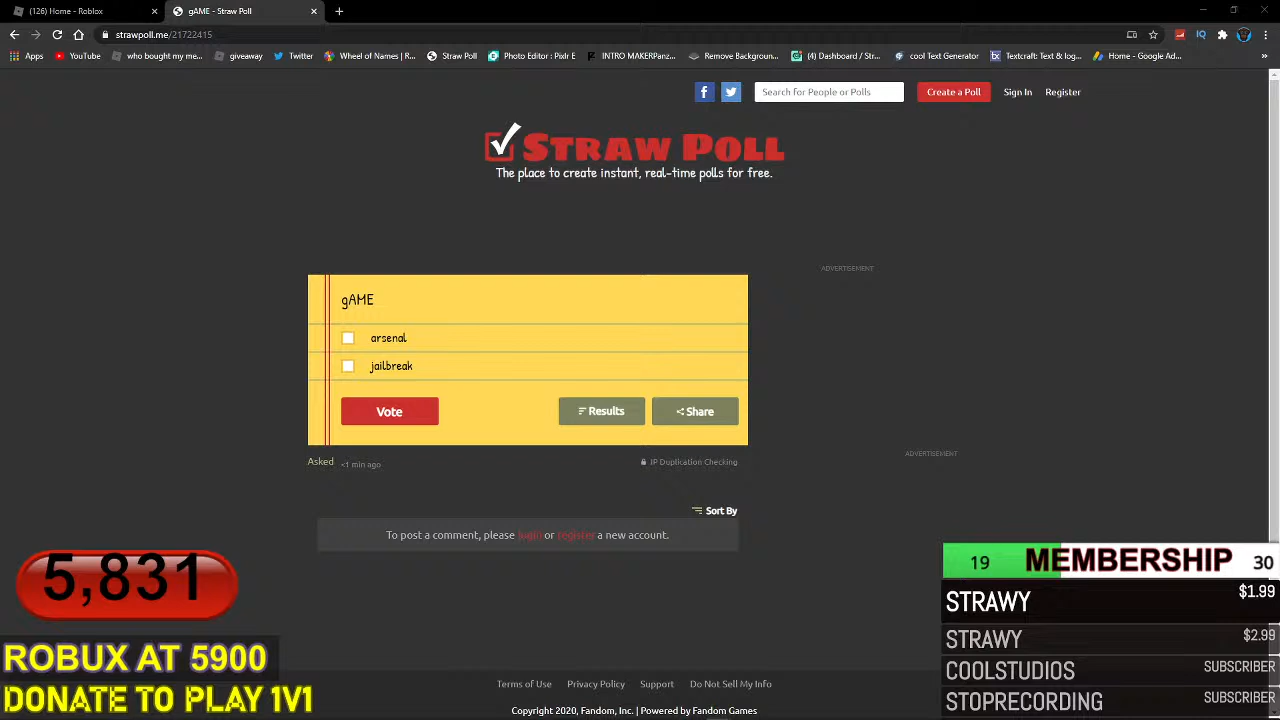 (126) Home - Roblox
gAME - Straw Poll
strawpoll.me/21722415
Apps
YouTube
who bought my me...
giveaway
Twitter
Wheel of Names | R...
Straw Poll
Photo Editor : Pixlr E
INTRO MAKERPanz...
Remove Background...
(4) Dashboard / Str...
cool Text Generator
Textcraft: Text & log...
Home - Google Ad...
Search for People or Polls
Create a Poll
Sign In
Register
STRAW POLL
The place to create instant, real-time polls for free.
ADVERTISEMENT
gAME
arsenal
jailbreak
Vote
Results
Share
Asked <1 min ago
IP Duplication Checking
ADVERTISEMENT
Sort By
To post a comment, please login or register a new account.
5,831
ROBUX AT 5900
DONATE TO PLAY 1V1
19 MEMBERSHIP 30
STRAWY $1.99
STRAWY $2.99
COOLSTUDIOS SUBSCRIBER
STOPRECORDING SUBSCRIBER
Terms of Use
Privacy Policy
Support
Do Not Sell My Info
Copyright 2020, Fandom, Inc. | Powered by Fandom Games